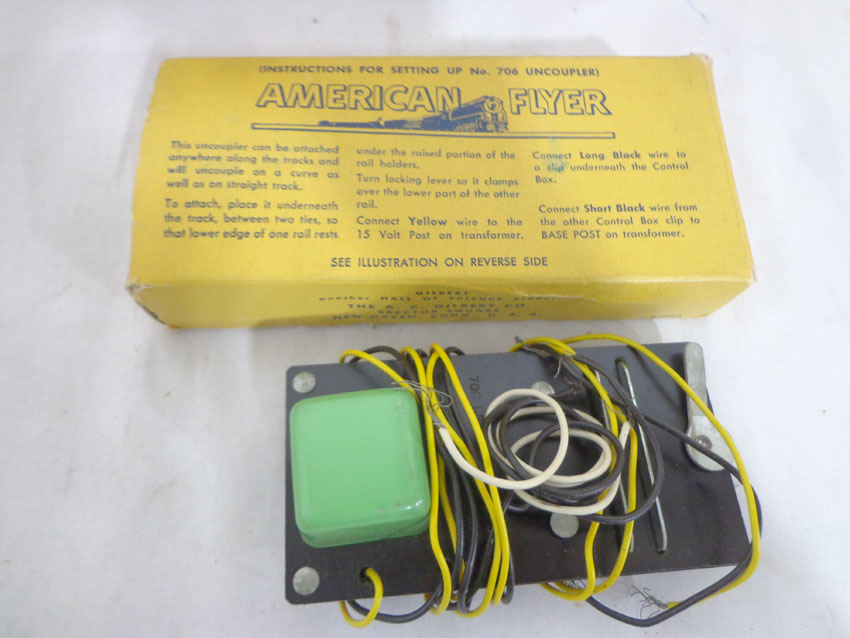 (INSTRUCTIONS FOR SETTING UP No. 706 UNCOUPLER)
AMERICAN FLYER
This uncoupler can be attached
anywhere along the tracks and
will uncouple on a curve as
well as on straight track.
To attach, place it underneath
the track, between two ties, so
that lower edge of one rail rests
under the raised portion of the
rail holders.
Turn locking lever so it clamps
over the lower part of the other
rail.
Connect Yellow wire to the
15 Volt Post on transformer.
Connect Long Black wire to
a clip underneath the Control
Box.
Connect Short Black wire from
the other Control Box clip to
BASE POST on transformer.
SEE ILLUSTRATION ON REVERSE SIDE
GILBERT
HALL OF SCIENCE
THE A. C. GILBERT CO.
ERECTOR SQUARE
NEW HAVEN, CONN., U. S. A.